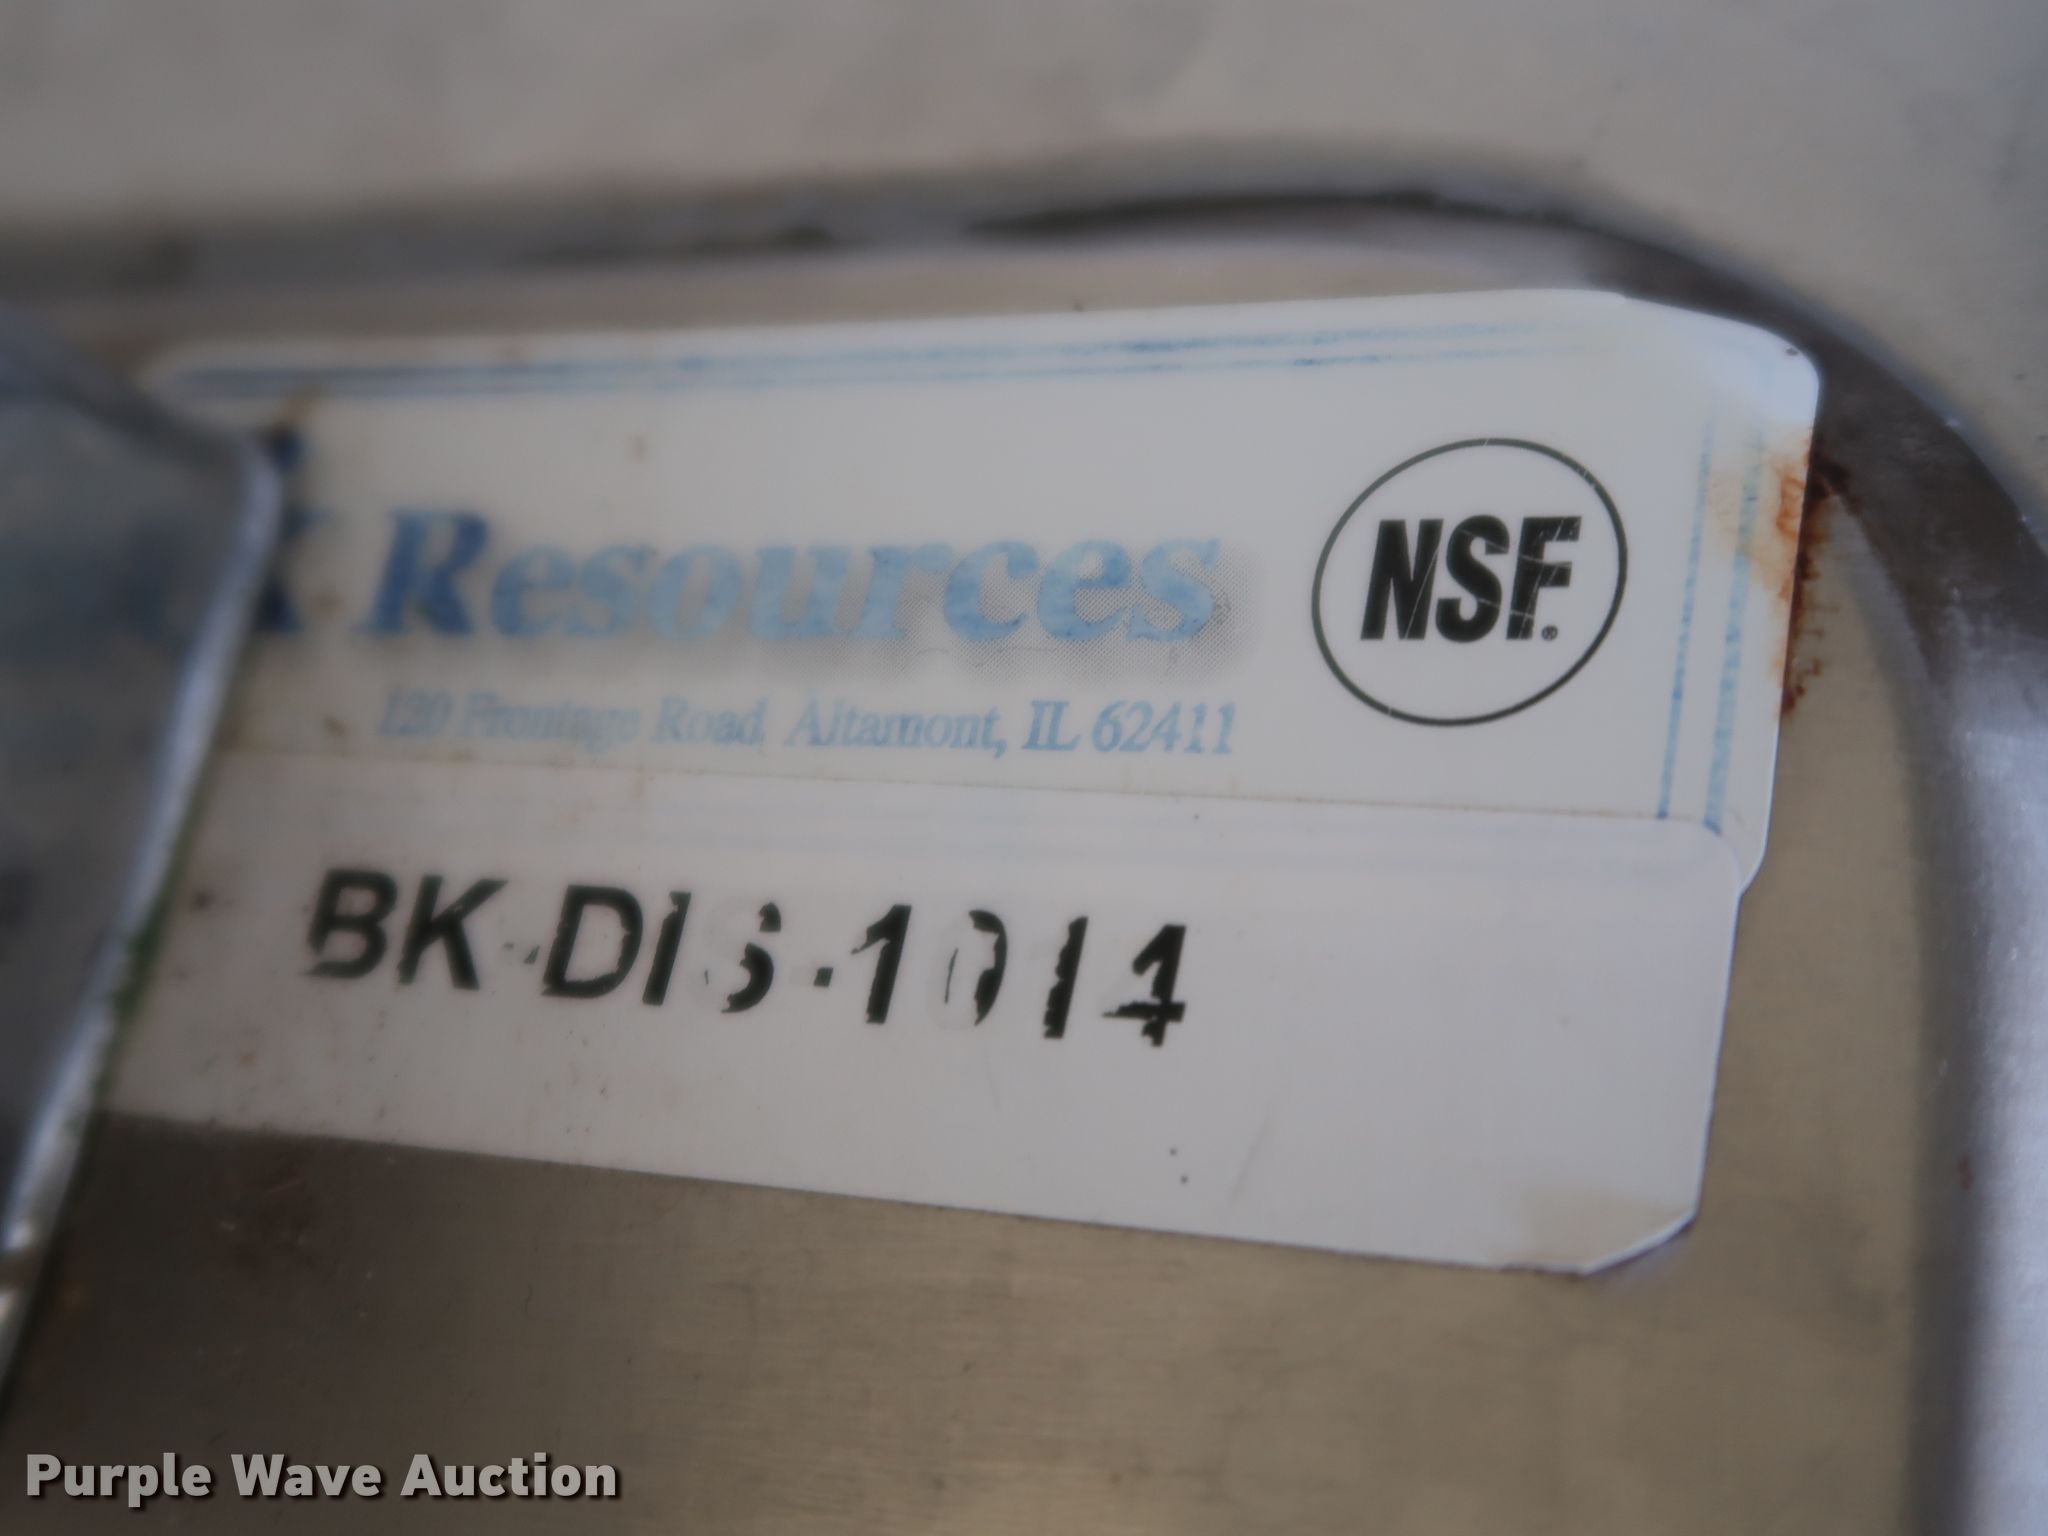 K Resources
NSF®
120 Frontage Road, Altamont, IL 62411
BK-DIS-1014
Purple Wave Auction